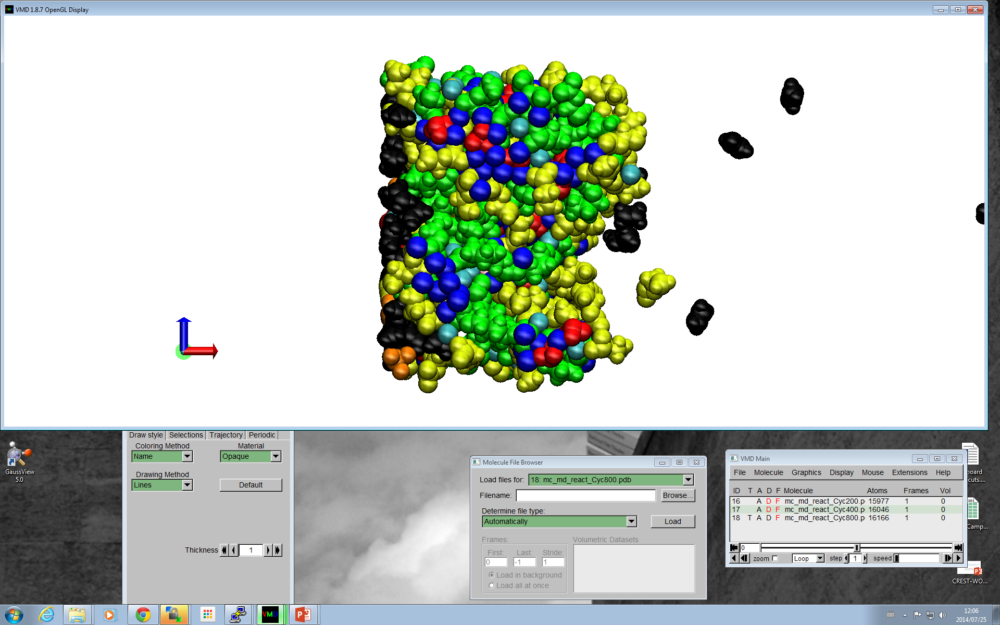 VMD 1.8.7 OpenGL Display
GaussView
5.0
Draw style Selections Trajectory Periodic
Coloring Method Material
Name Opaque
Drawing Method
Lines Default
Thickness 1
Molecule File Browser
Load files for: 18: mc_md_react_Cyc800.pdb
Filename: Browse...
Determine file type:
Automatically Load
Frames: Volumetric Datasets
First: Last: Stride:
0 -1 1
Load in background
Load all at once
VMD Main
File Molecule Graphics Display Mouse Extensions Help
ID T A D F Molecule Atoms Frames Vol
16 A D F mc_md_react_Cyc200.p 15977 1 0
17 A D F mc_md_react_Cyc400.p 16046 1 0
18 T A D F mc_md_react_Cyc800.p 16166 1 0
0
zoom Loop step 1 speed
board
cuts....
Camp...
CREST-WO...
VMD
12:06
2014/07/25